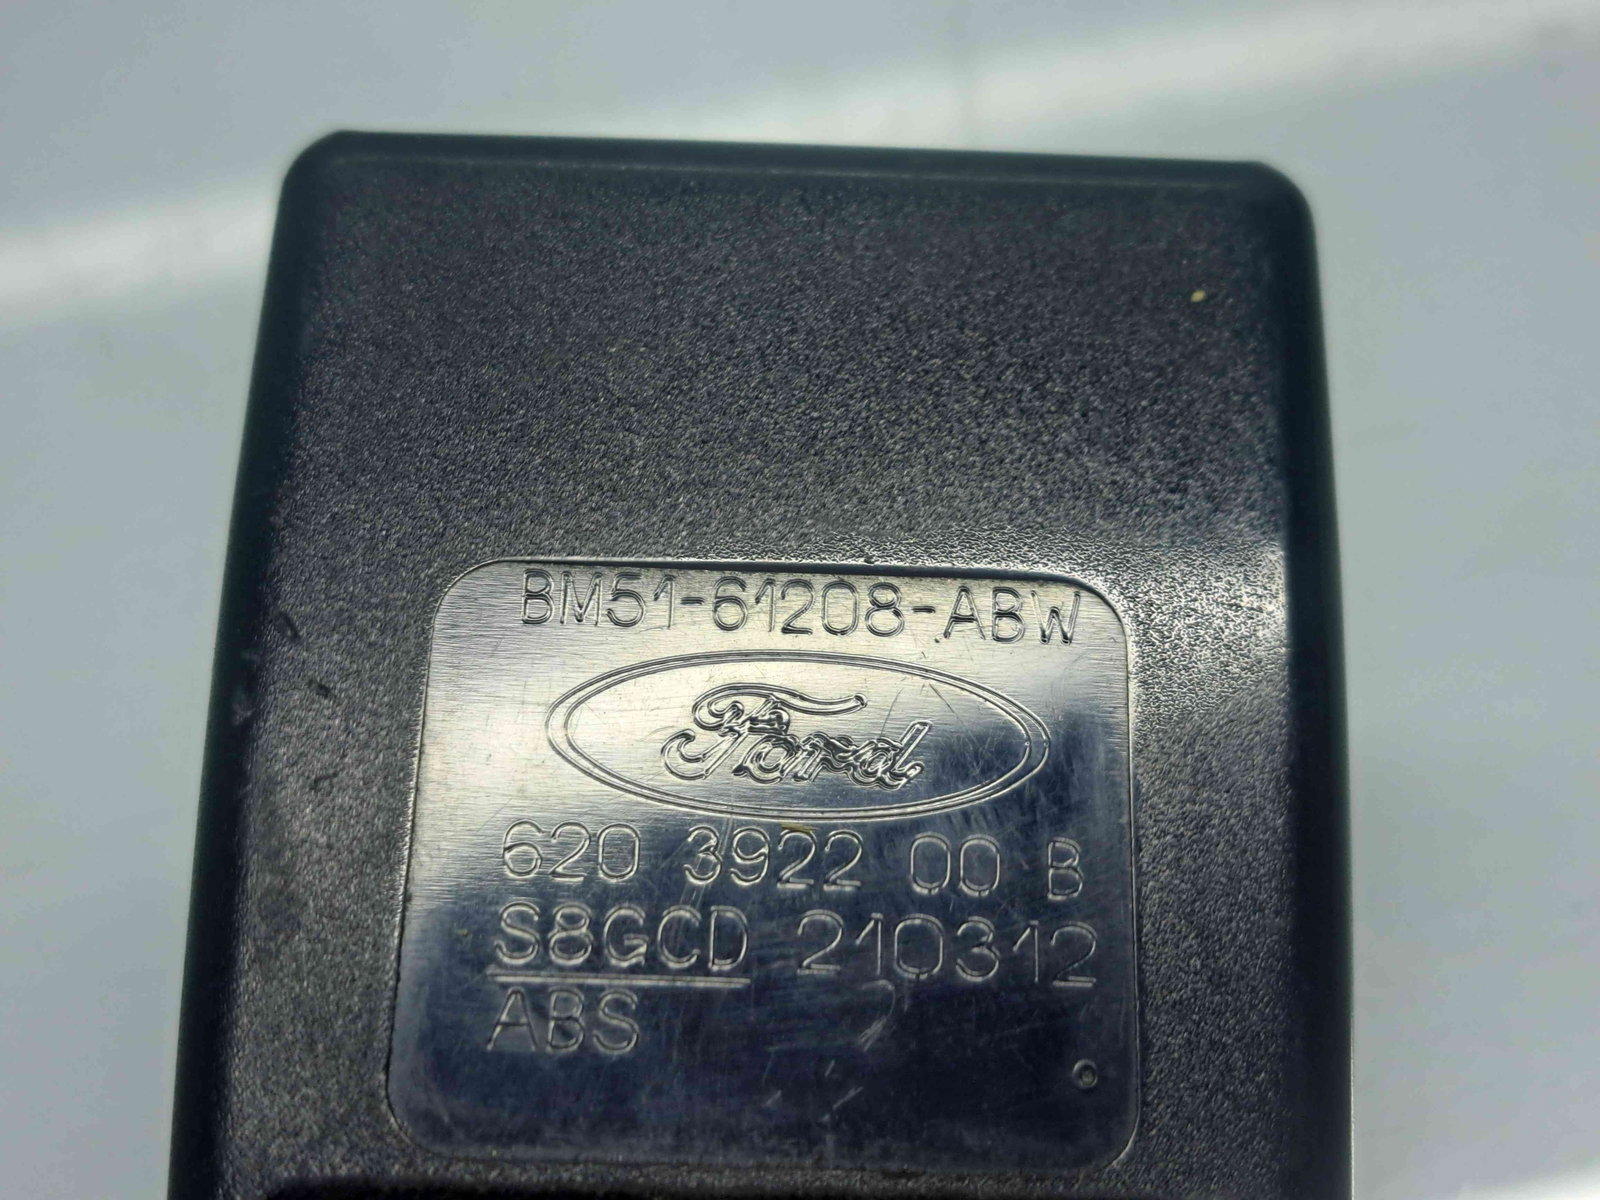 BM51-61208-ABW
Ford
620 3922 00 B
S8GCD 210312
ABS